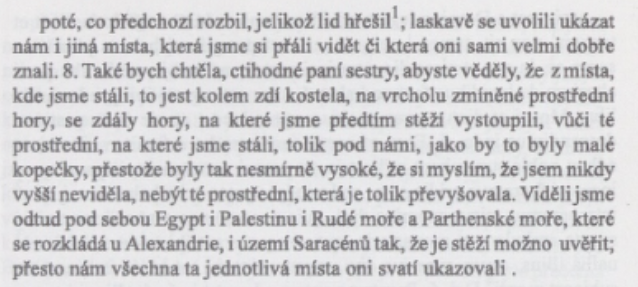 poté, co předchozí rozbil, jelikož lid hřešil¹; laskavě se uvolili ukázat
nám i jiná místa, která jsme si přáli vidět či která oni sami velmi dobře
znali. 8. Také bych chtěla, ctihodné paní sestry, abyste věděly, že z místa,
kde jsme stáli, to jest kolem zdí kostela, na vrcholu zmíněné prostřední
hory, se zdály hory, na které jsme předtím stěží vystoupili, vůči té
prostřední, na které jsme stáli, tolik pod námi, jako by to byly malé
kopečky, přestože byly tak nesmírně vysoké, že si myslím, že jsem nikdy
vyšší neviděla, nebýt té prostřední, která je tolik převyšovala. Viděli jsme
odtud pod sebou Egypt i Palestinu i Rudé moře a Parthenské moře, které
se rozkládá u Alexandrie, i území Saracénů tak, že je stěží možno uvěřit;
přesto nám všechna ta jednotlivá místa oni svatí ukazovali .